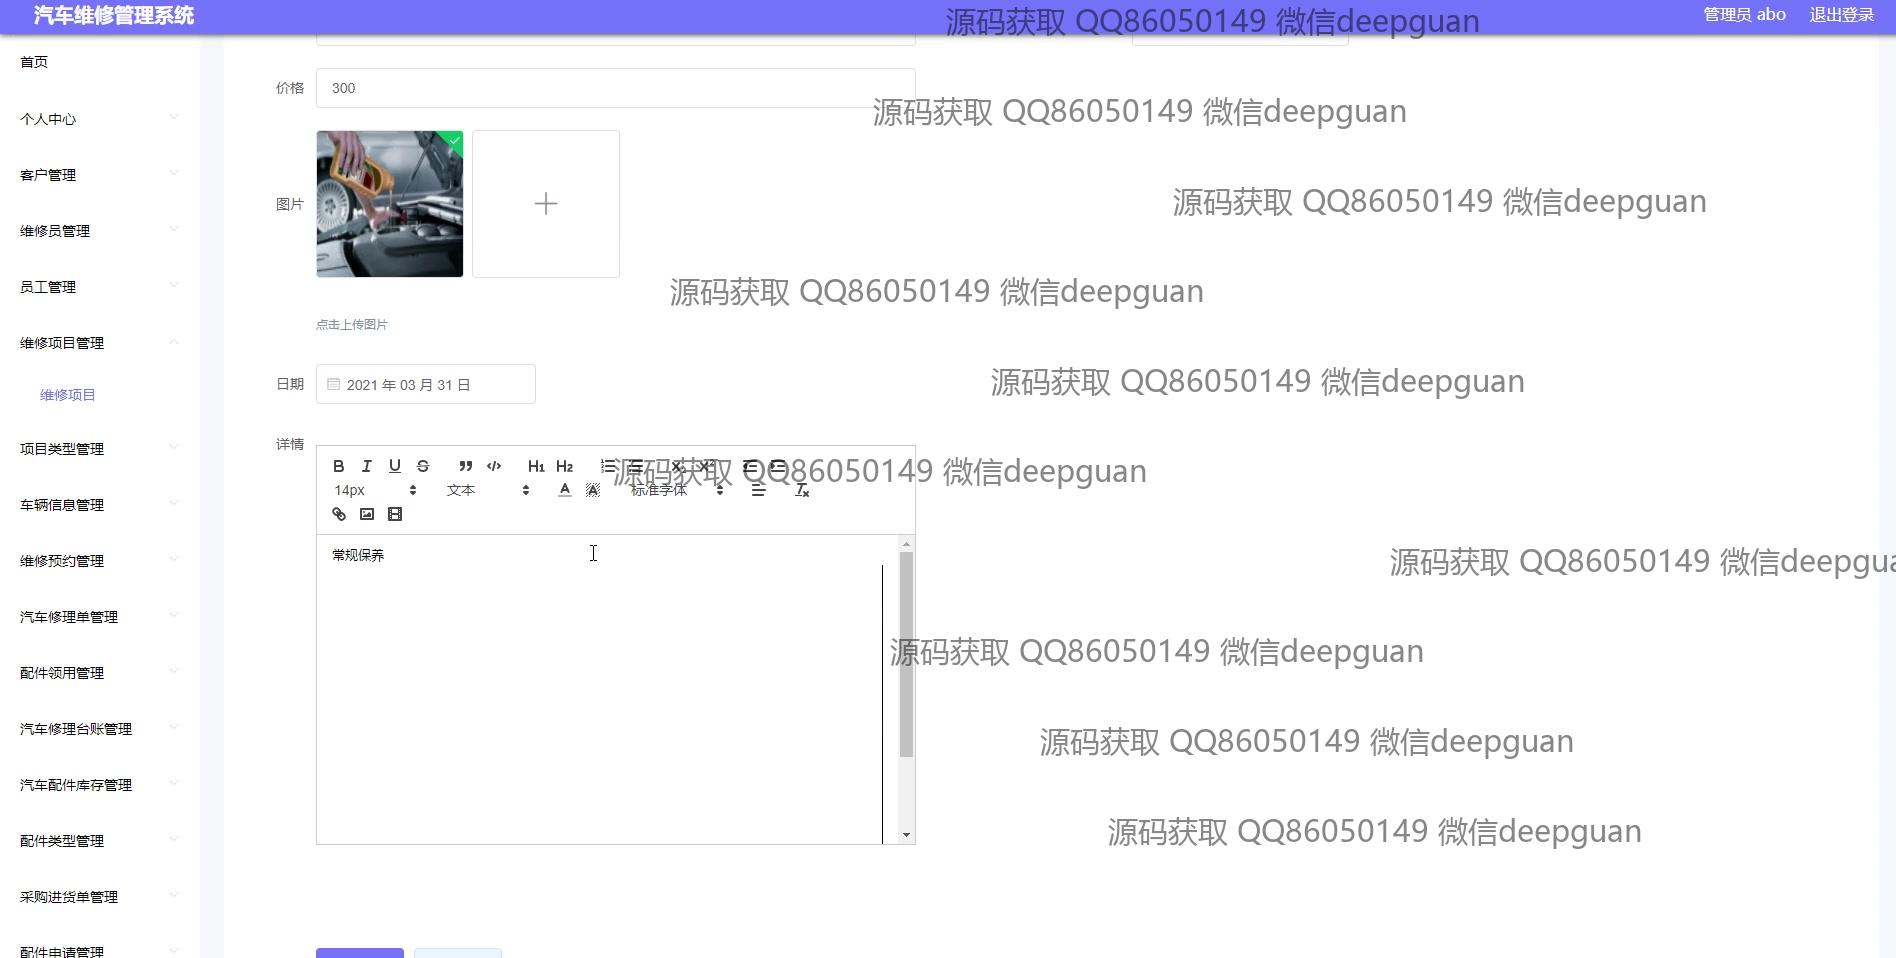 汽车维修管理系统
源码获取 QQ86050149 微信deepguan
管理员 abo
退出登录
首页
价格
300
源码获取 QQ86050149 微信deepguan
个人中心
客户管理
图片
源码获取 QQ86050149 微信deepguan
维修员管理
员工管理
源码获取 QQ86050149 微信deepguan
点击上传图片
维修项目管理
日期
2021 年 03 月 31 日
源码获取 QQ86050149 微信deepguan
维修项目
项目类型管理
详情
B I U S H1 H2
源码获取 QQ86050149 微信deepguan
14px 文本 标准字体
车辆信息管理
常规保养
维修预约管理
源码获取 QQ86050149 微信deepgua
汽车修理单管理
源码获取 QQ86050149 微信deepguan
配件领用管理
汽车修理台账管理
源码获取 QQ86050149 微信deepguan
汽车配件库存管理
配件类型管理
源码获取 QQ86050149 微信deepguan
采购进货单管理
配件申请管理